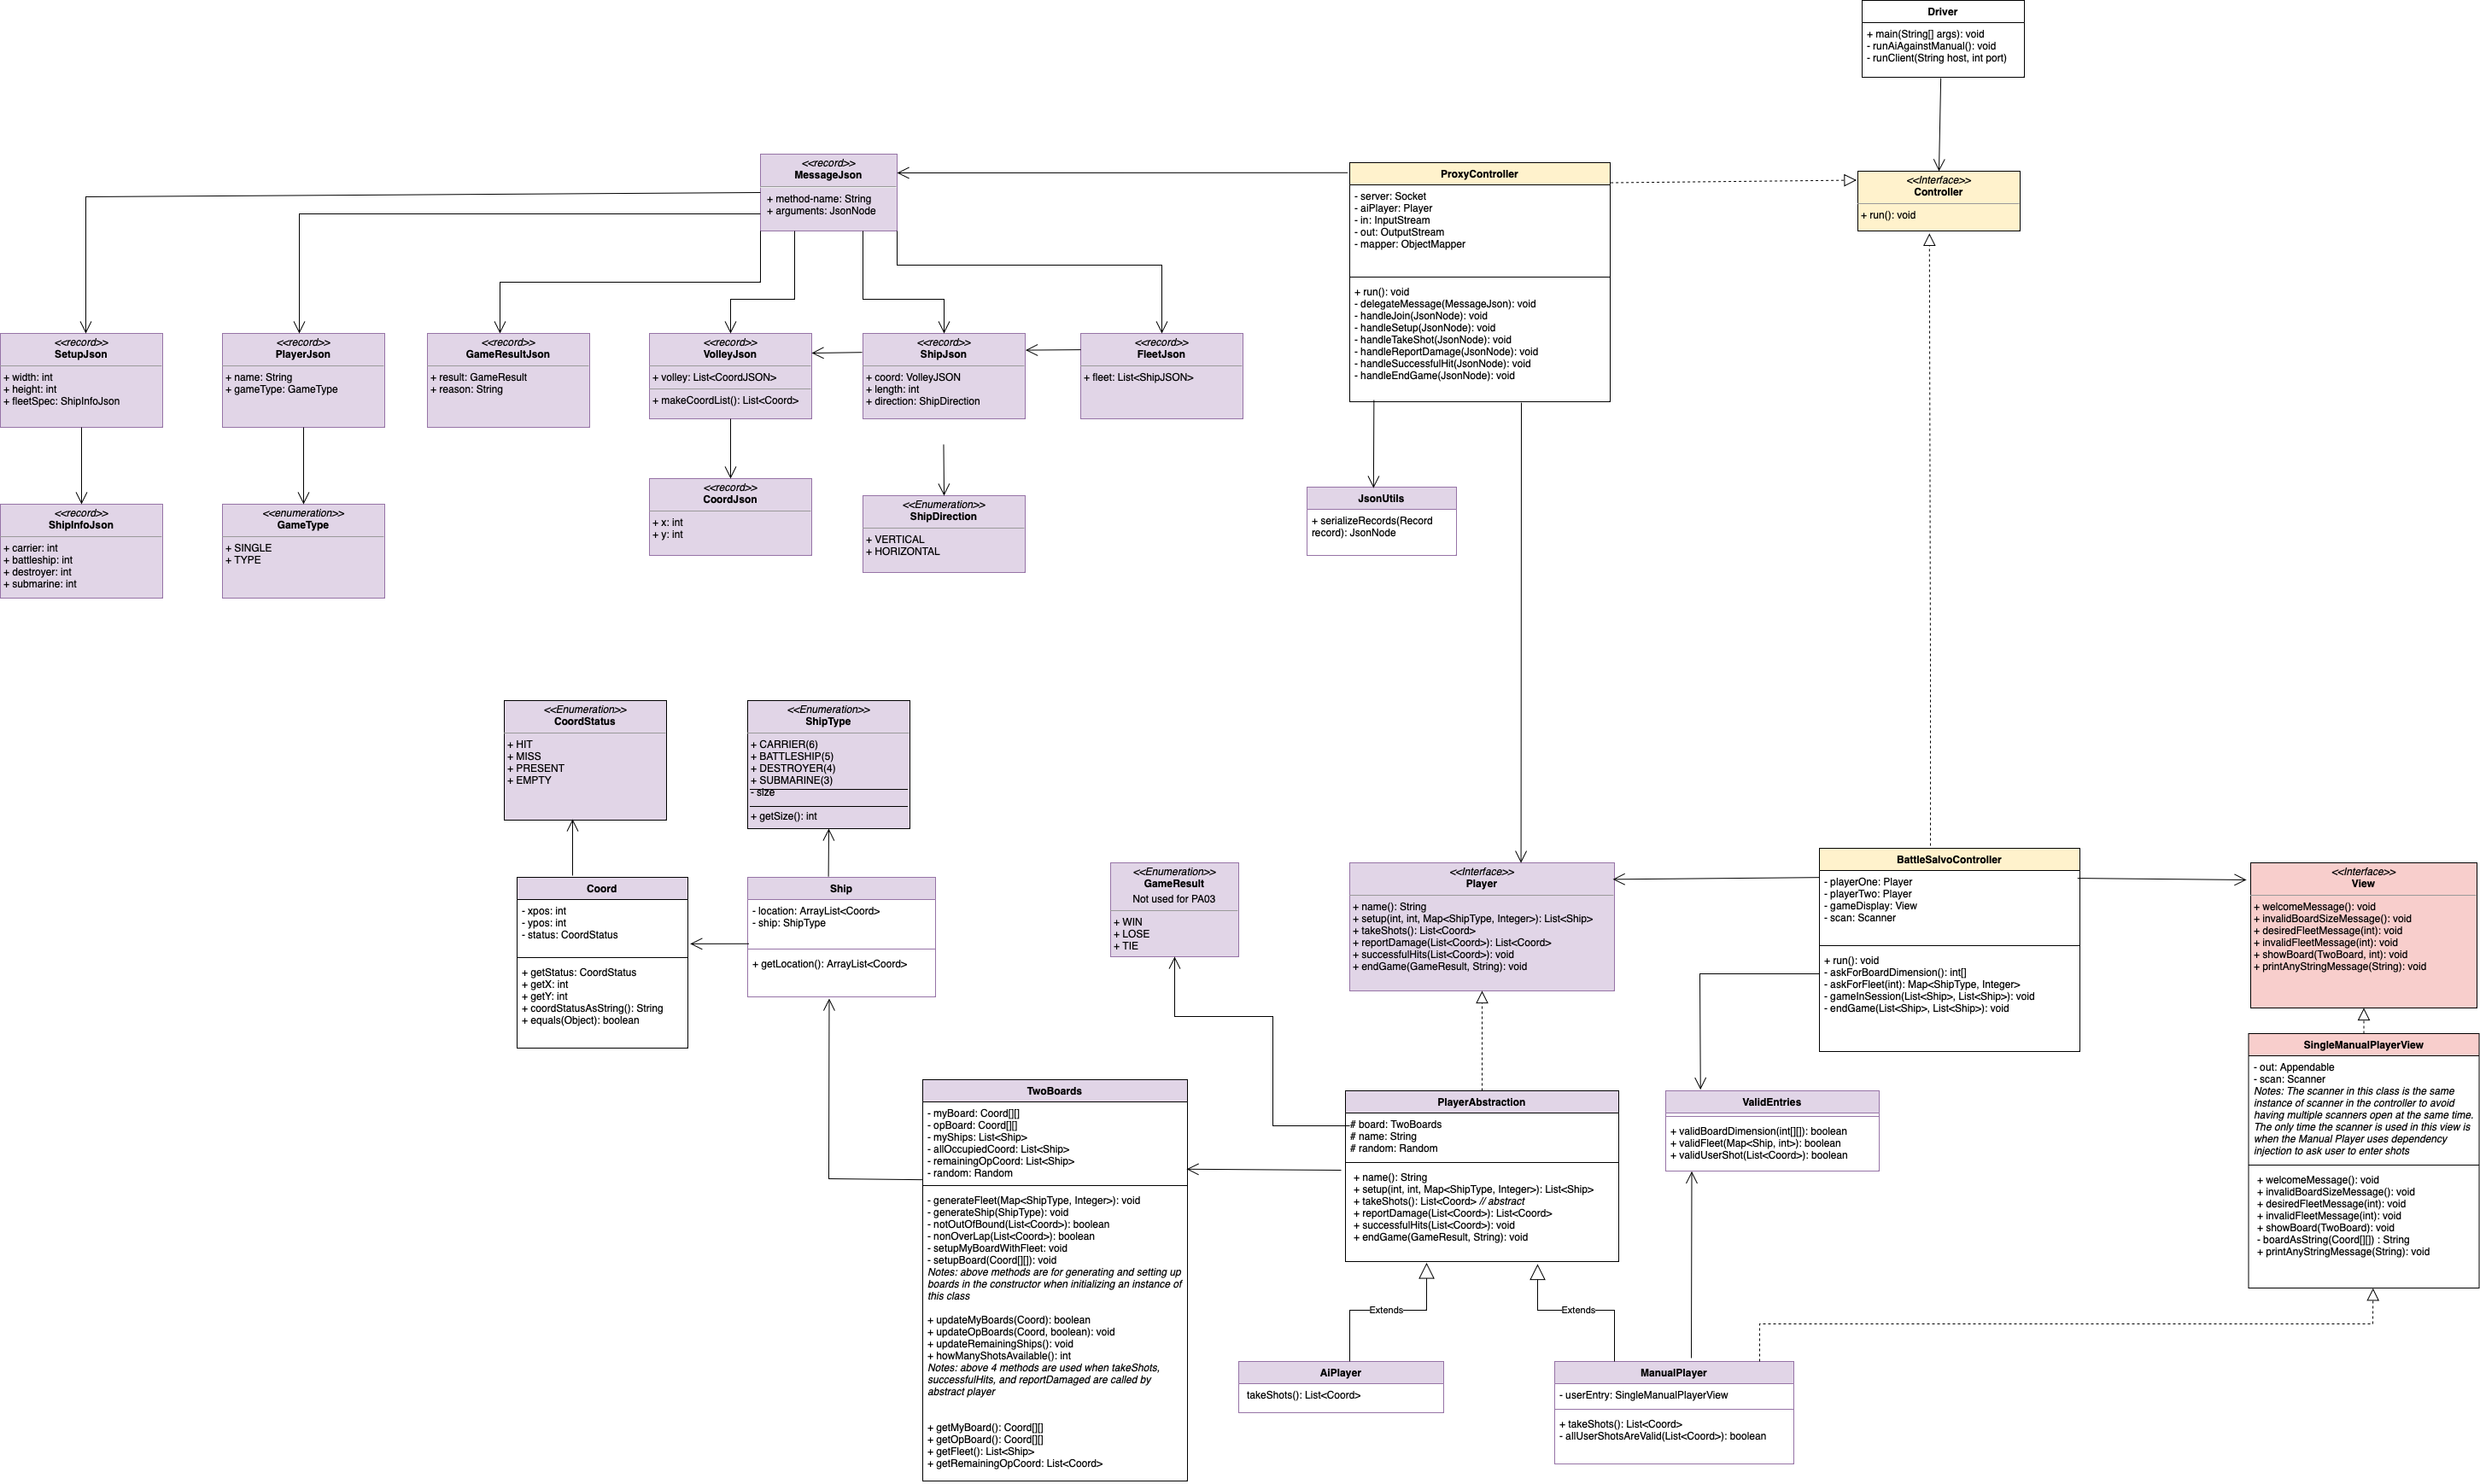 Driver
+ main(String[] args): void
- runAiAgainstManual(): void
- runClient(String host, int port)
<<record>>
MessageJson
+ method-name: String
+ arguments: JsonNode
ProxyController
- server: Socket
- aiPlayer: Player
- in: InputStream
- out: OutputStream
- mapper: ObjectMapper
+ run(): void
- delegateMessage(MessageJson): void
- handleJoin(JsonNode): void
- handleSetup(JsonNode): void
- handleTakeShot(JsonNode): void
- handleReportDamage(JsonNode): void
- handleSuccessfulHit(JsonNode): void
- handleEndGame(JsonNode): void
<<Interface>>
Controller
+ run(): void
<<record>>
SetupJson
+ width: int
+ height: int
+ fleetSpec: ShipInfoJson
<<record>>
PlayerJson
+ name: String
+ gameType: GameType
<<record>>
GameResultJson
+ result: GameResult
+ reason: String
<<record>>
VolleyJson
+ volley: List<CoordJSON>
+ makeCoordList(): List<Coord>
<<record>>
ShipJson
+ coord: VolleyJSON
+ length: int
+ direction: ShipDirection
<<record>>
FleetJson
+ fleet: List<ShipJSON>
<<record>>
ShipInfoJson
+ carrier: int
+ battleship: int
+ destroyer: int
+ submarine: int
<<enumeration>>
GameType
+ SINGLE
+ TYPE
<<record>>
CoordJson
+ x: int
+ y: int
<<Enumeration>>
ShipDirection
+ VERTICAL
+ HORIZONTAL
JsonUtils
+ serializeRecords(Record
record): JsonNode
<<Enumeration>>
CoordStatus
+ HIT
+ MISS
+ PRESENT
+ EMPTY
<<Enumeration>>
ShipType
+ CARRIER(6)
+ BATTLESHIP(5)
+ DESTROYER(4)
+ SUBMARINE(3)
- size
+ getSize(): int
Coord
- xpos: int
- ypos: int
- status: CoordStatus
+ getStatus: CoordStatus
+ getX: int
+ getY: int
+ coordStatusAsString(): String
+ equals(Object): boolean
Ship
- location: ArrayList<Coord>
- ship: ShipType
+ getLocation(): ArrayList<Coord>
<<Enumeration>>
GameResult
Not used for PA03
+ WIN
+ LOSE
+ TIE
<<Interface>>
Player
+ name(): String
+ setup(int, int, Map<ShipType, Integer>): List<Ship>
+ takeShots(): List<Coord>
+ reportDamage(List<Coord>): List<Coord>
+ successfulHits(List<Coord>): void
+ endGame(GameResult, String): void
BattleSalvoController
- playerOne: Player
- playerTwo: Player
- gameDisplay: View
- scan: Scanner
+ run(): void
- askForBoardDimension(): int[]
- askForFleet(int): Map<ShipType, Integer>
- gameInSession(List<Ship>, List<Ship>): void
- endGame(List<Ship>, List<Ship>): void
<<Interface>>
View
+ welcomeMessage(): void
+ invalidBoardSizeMessage(): void
+ desiredFleetMessage(int): void
+ invalidFleetMessage(int): void
+ showBoard(TwoBoard, int): void
+ printAnyStringMessage(String): void
SingleManualPlayerView
- out: Appendable
- scan: Scanner
Notes: The scanner in this class is the same
instance of scanner in the controller to avoid
having multiple scanners open at the same time.
The only time the scanner is used in this view is
when the Manual Player uses dependency
injection to ask user to enter shots
+ welcomeMessage(): void
+ invalidBoardSizeMessage(): void
+ desiredFleetMessage(int): void
+ invalidFleetMessage(int): void
+ showBoard(TwoBoard): void
- boardAsString(Coord[][]) : String
+ printAnyStringMessage(String): void
TwoBoards
- myBoard: Coord[][]
- opBoard: Coord[][]
- myShips: List<Ship>
- allOccupiedCoord: List<Ship>
- remainingOpCoord: List<Ship>
- random: Random
- generateFleet(Map<ShipType, Integer>): void
- generateShip(ShipType): void
- notOutOfBound(List<Coord>): boolean
- nonOverLap(List<Coord>): boolean
- setupMyBoardWithFleet: void
- setupBoard(Coord[][]): void
Notes: above methods are for generating and setting up
boards in the constructor when initializing an instance of
this class
+ updateMyBoards(Coord): boolean
+ updateOpBoards(Coord, boolean): void
+ updateRemainingShips(): void
+ howManyShotsAvailable(): int
Notes: above 4 methods are used when takeShots,
successfulHits, and reportDamaged are called by
abstract player
+ getMyBoard(): Coord[][]
+ getOpBoard(): Coord[][]
+ getFleet(): List<Ship>
+ getRemainingOpCoord: List<Coord>
PlayerAbstraction
# board: TwoBoards
# name: String
# random: Random
+ name(): String
+ setup(int, int, Map<ShipType, Integer>): List<Ship>
+ takeShots(): List<Coord> // abstract
+ reportDamage(List<Coord>): List<Coord>
+ successfulHits(List<Coord>): void
+ endGame(GameResult, String): void
ValidEntries
+ validBoardDimension(int[][]): boolean
+ validFleet(Map<Ship, int>): boolean
+ validUserShot(List<Coord>): boolean
Extends
Extends
AiPlayer
takeShots(): List<Coord>
ManualPlayer
- userEntry: SingleManualPlayerView
+ takeShots(): List<Coord>
- allUserShotsAreValid(List<Coord>): boolean